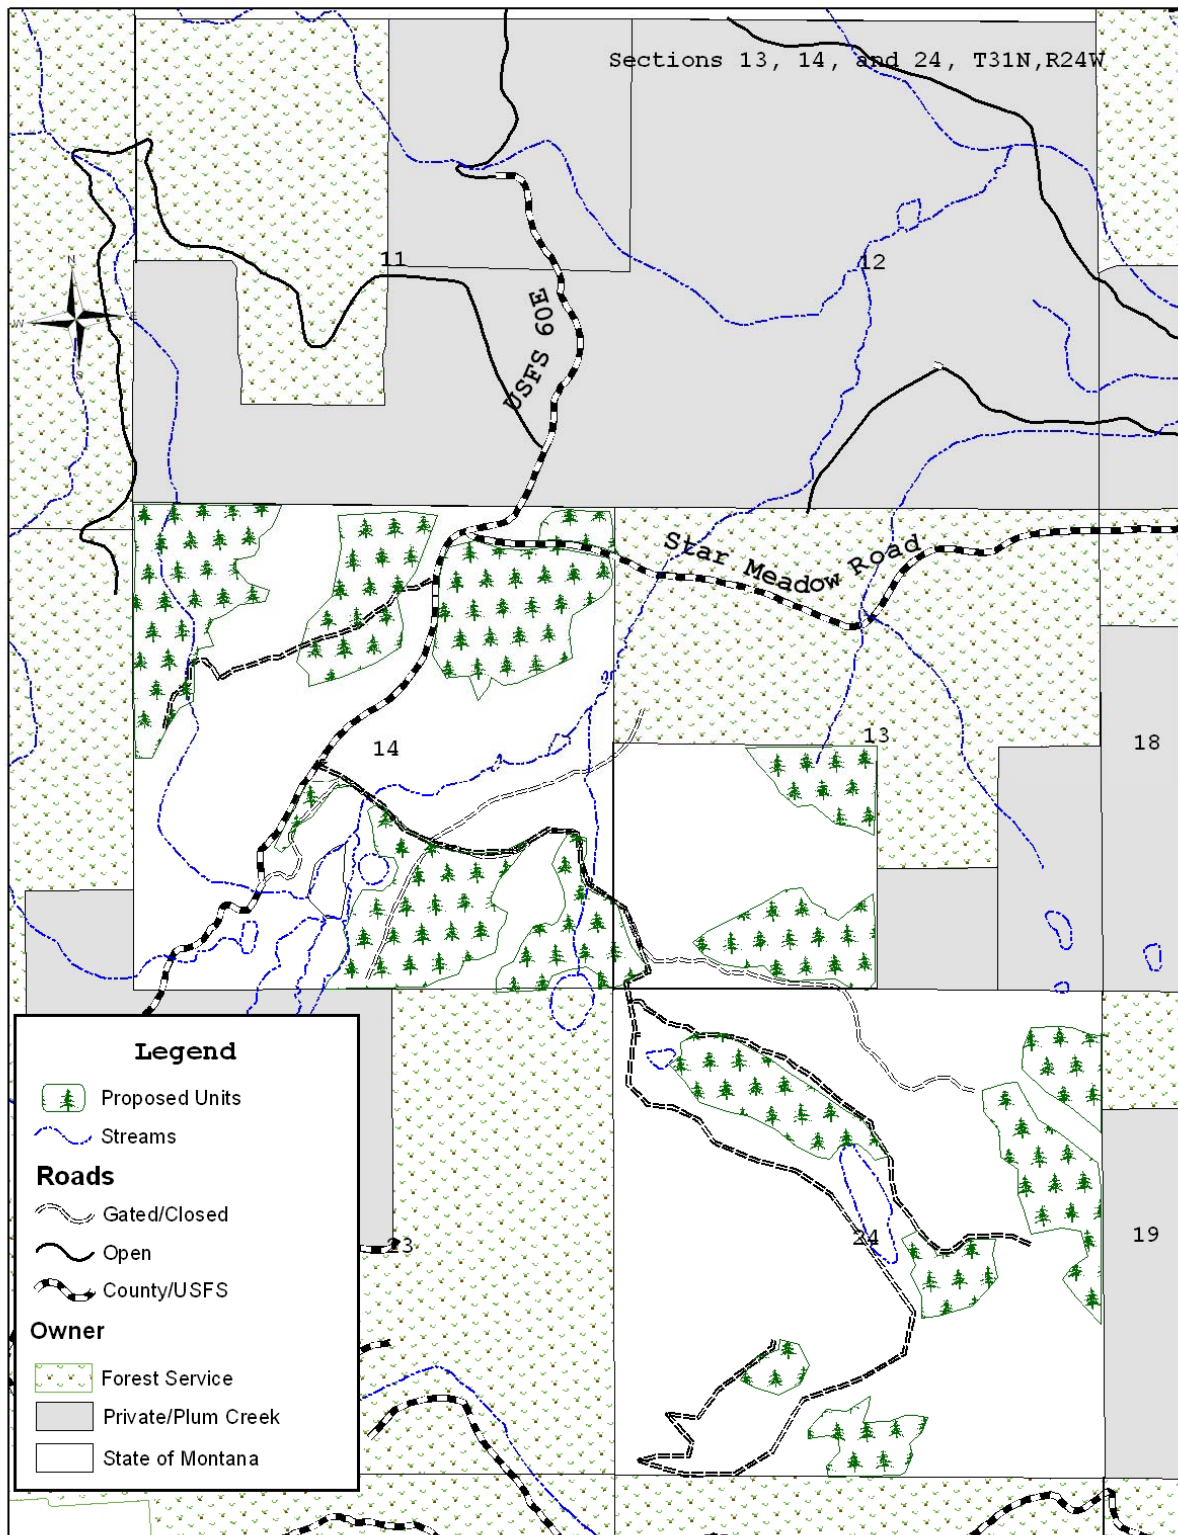 Sections 13, 14, and 24, T31N,R24W
11
12
N
W
E
S
USFS 60E
Star Meadow Road
14
13
18
24
19
23
Legend
Proposed Units
Streams
Roads
Gated/Closed
Open
County/USFS
Owner
Forest Service
Private/Plum Creek
State of Montana